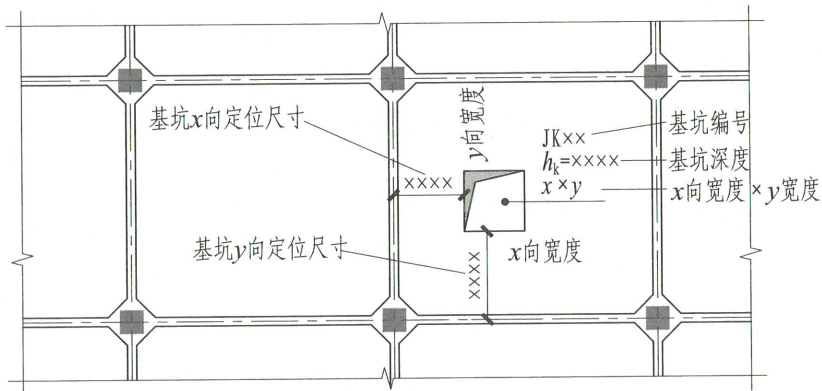 基坑x向定位尺寸
××××
y向宽度
JK××
基坑编号
hk=××××
基坑深度
x×y
x向宽度×y宽度
基坑y向定位尺寸
××××
x向宽度